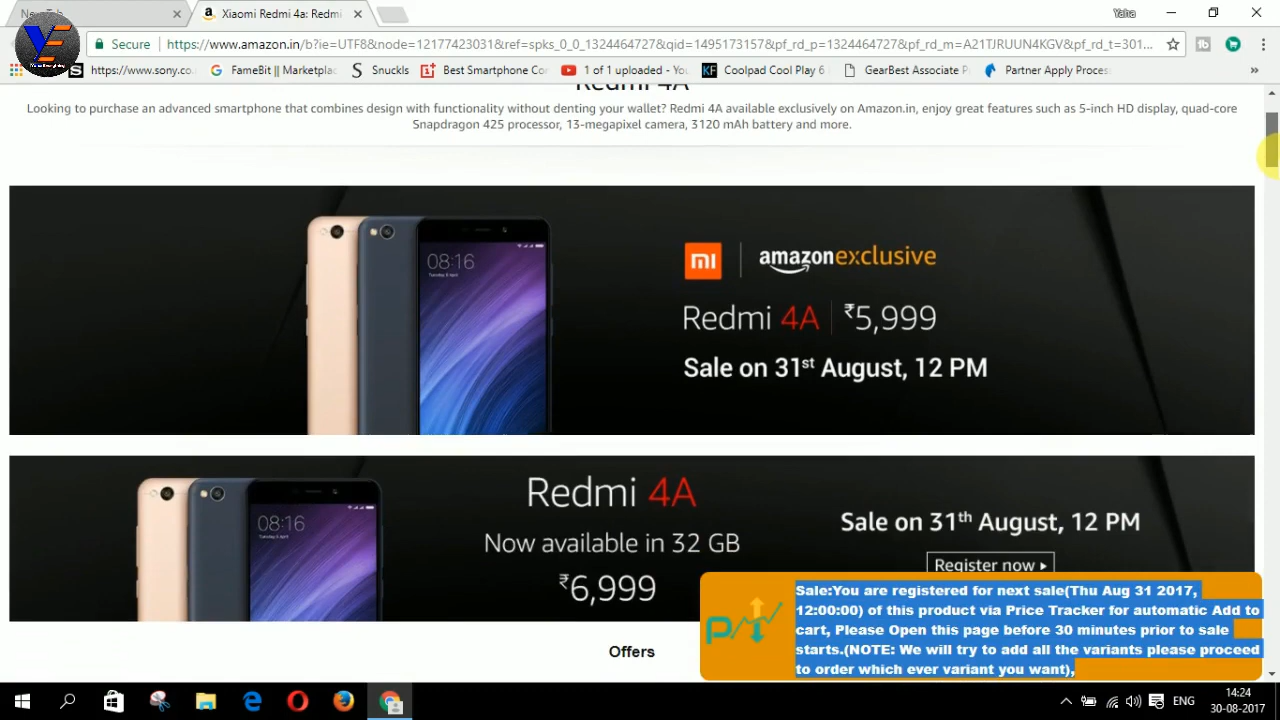 Xiaomi Redmi 4a: Redmi
Yaha
Secure
https://www.amazon.in/b?ie=UTF8&node=12177423031&ref=spks_0_0_1324464727&qid=1495173767&pf_rd_p=1324464727&pf_rd_m=A21TJRUUN4KGV&pf_rd_t=301...
https://www.sony.co
FameBit || Marketplac
Snuckls
Best Smartphone Cor
1 of 1 uploaded - You
Coolpad Cool Play 6
GearBest Associate P
Partner Apply Proces
Redmi 4A
Looking to purchase an advanced smartphone that combines design with functionality without denting your wallet? Redmi 4A available exclusively on Amazon.in, enjoy great features such as 5-inch HD display, quad-core
Snapdragon 425 processor, 13-megapixel camera, 3120 mAh battery and more.
08:16
mi
amazonexclusive
Redmi 4A ₹5,999
Sale on 31st August, 12 PM
08:16
Redmi 4A
Now available in 32 GB
₹6,999
Sale on 31th August, 12 PM
Register now
Offers
Sale:You are registered for next sale(Thu Aug 31 2017,
12:00:00) of this product via Price Tracker for automatic Add to
cart, Please Open this page before 30 minutes prior to sale
starts.(NOTE: We will try to add all the variants please proceed
to order which ever variant you want),
ENG
14:24
30-08-2017